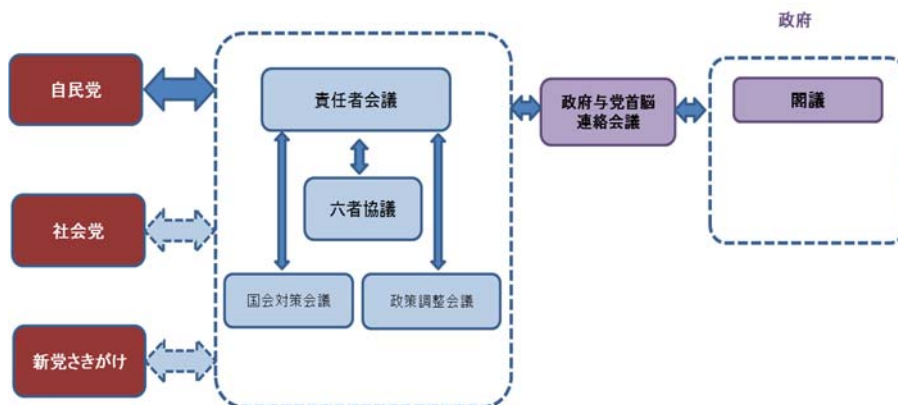 政府
自民党
責任者会議
政府与党首脳
連絡会議
閣議
社会党
六者協議
国会対策会議
政策調整会議
新党さきがけ